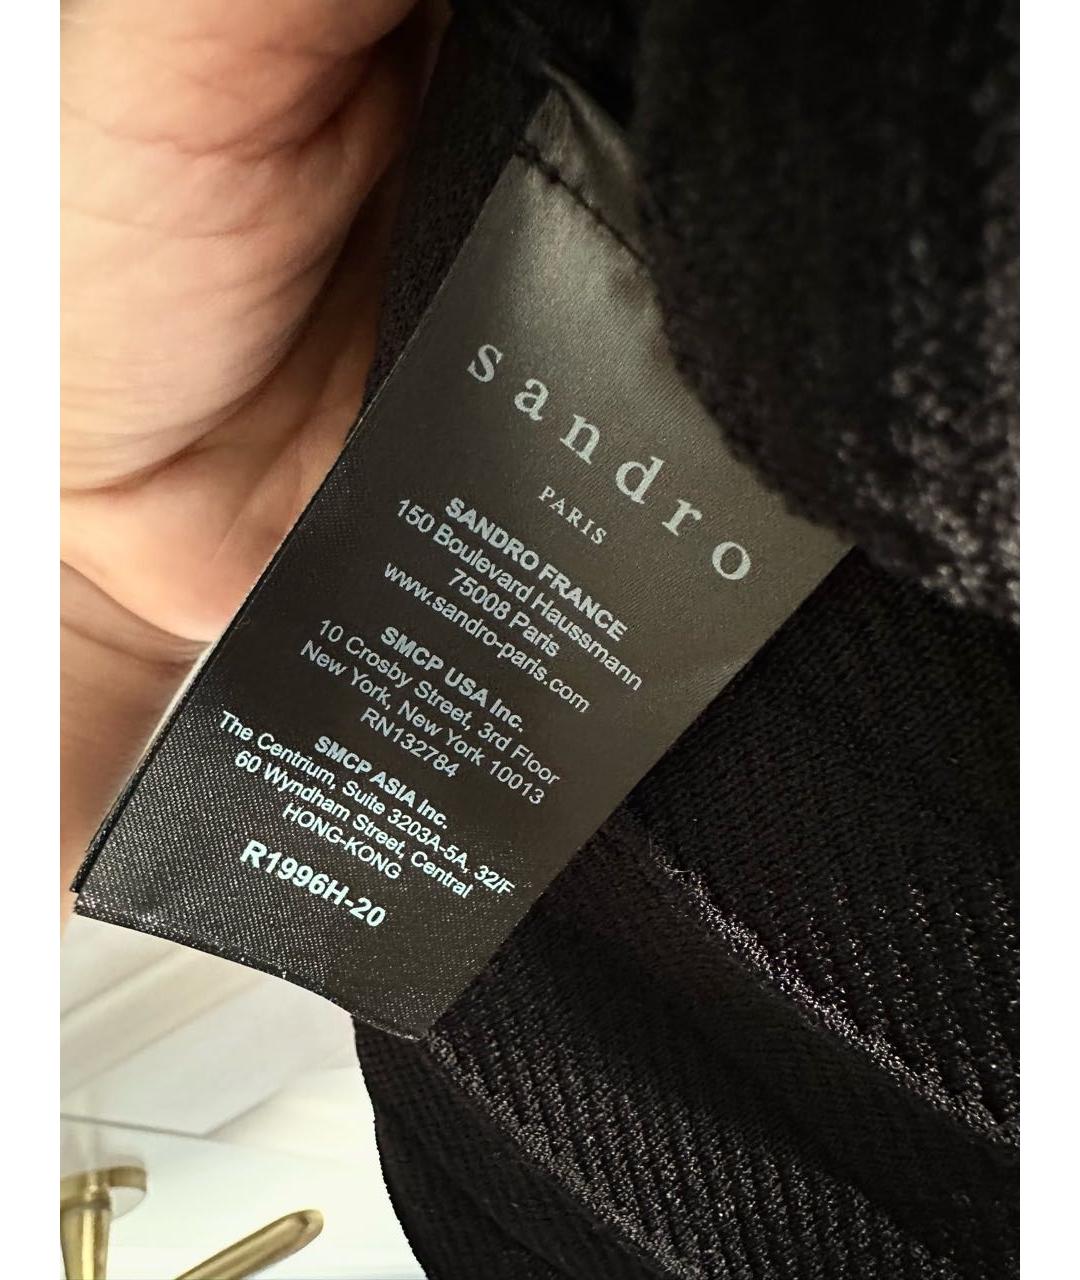 sandro
PARIS
SANDRO FRANCE
150 Boulevard Haussmann
75008 Paris
www.sandro-paris.com
SMCP USA Inc.
10 Crosby Street, 3rd Floor
New York, New York 10013
RN132784
SMCP ASIA Inc.
The Centrium, Suite 3203A-5A, 32/F
60 Wyndham Street, Central
HONG-KONG
R1996H-20